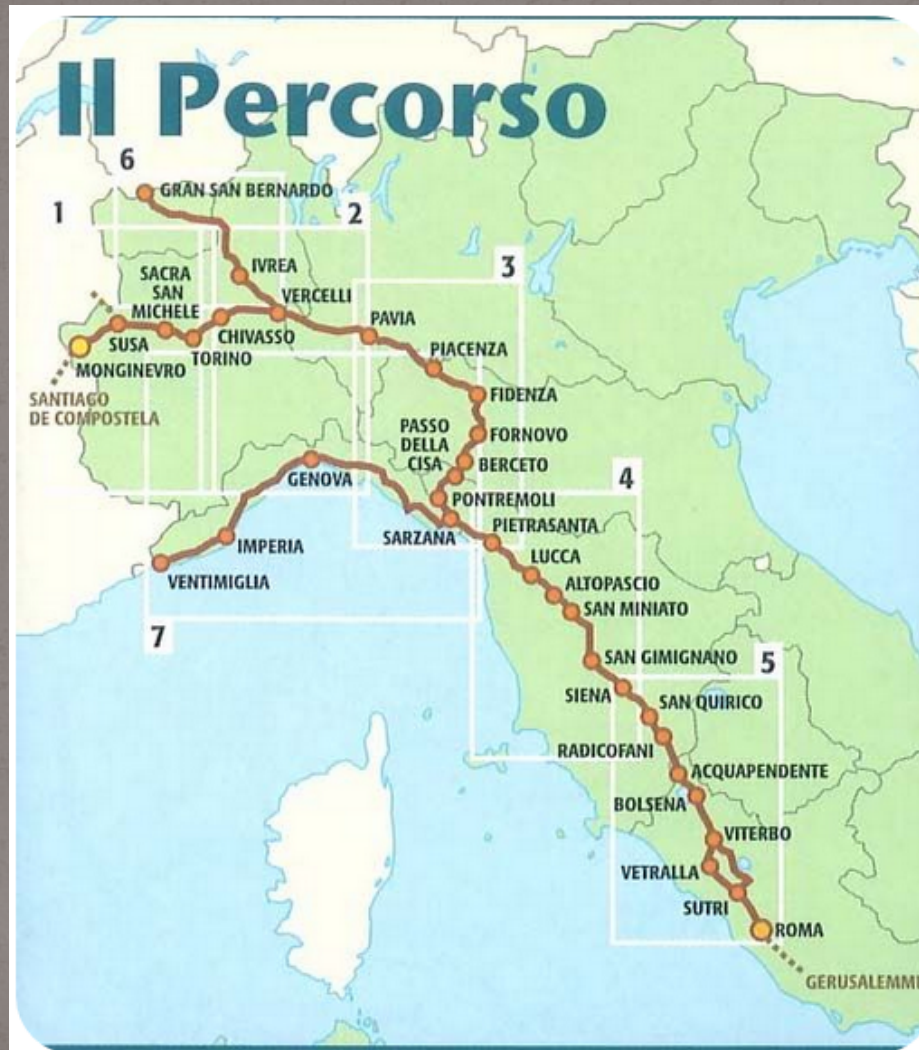 Il Percorso
6
GRAN SAN BERNARDO
1
2
3
IVREA
SACRA
SAN
MICHELE
VERCELLI
PAVIA
CHIVASSO
SUSA
TORINO
MONGINEVRO
PIACENZA
SANTIAGO
DE COMPOSTELA
FIDENZA
PASSO
DELLA
CISA
FORNOVO
BERCETO
GENOVA
4
PONTREMOLI
PIETRASANTA
SARZANA
IMPERIA
LUCCA
VENTIMIGLIA
ALTOPASCIO
SAN MINIATO
7
SAN GIMIGNANO
5
SIENA
SAN QUIRICO
RADICOFANI
ACQUAPENDENTE
BOLSENA
VITERBO
VETRALLA
SUTRI
ROMA
GERUSALEMME